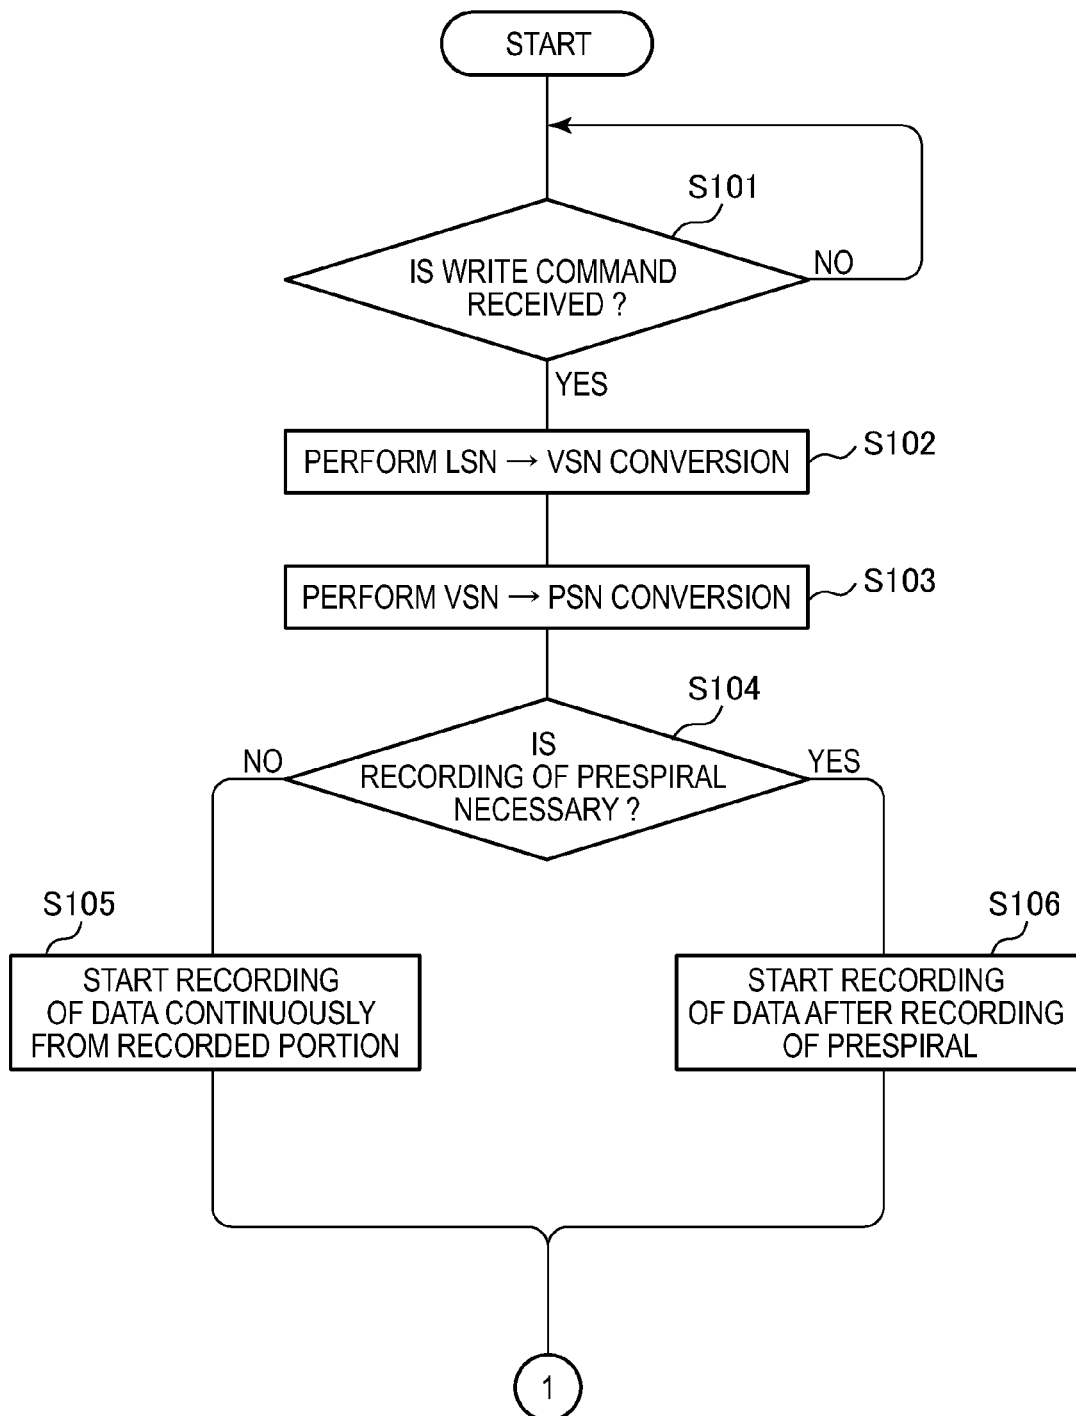 START
S101
IS WRITE COMMAND
RECEIVED ?
NO
YES
PERFORM LSN → VSN CONVERSION
S102
PERFORM VSN → PSN CONVERSION
S103
S104
IS
RECORDING OF PRESPIRAL
NECESSARY ?
NO
YES
S105
START RECORDING
OF DATA CONTINUOUSLY
FROM RECORDED PORTION
S106
START RECORDING
OF DATA AFTER RECORDING
OF PRESPIRAL
1